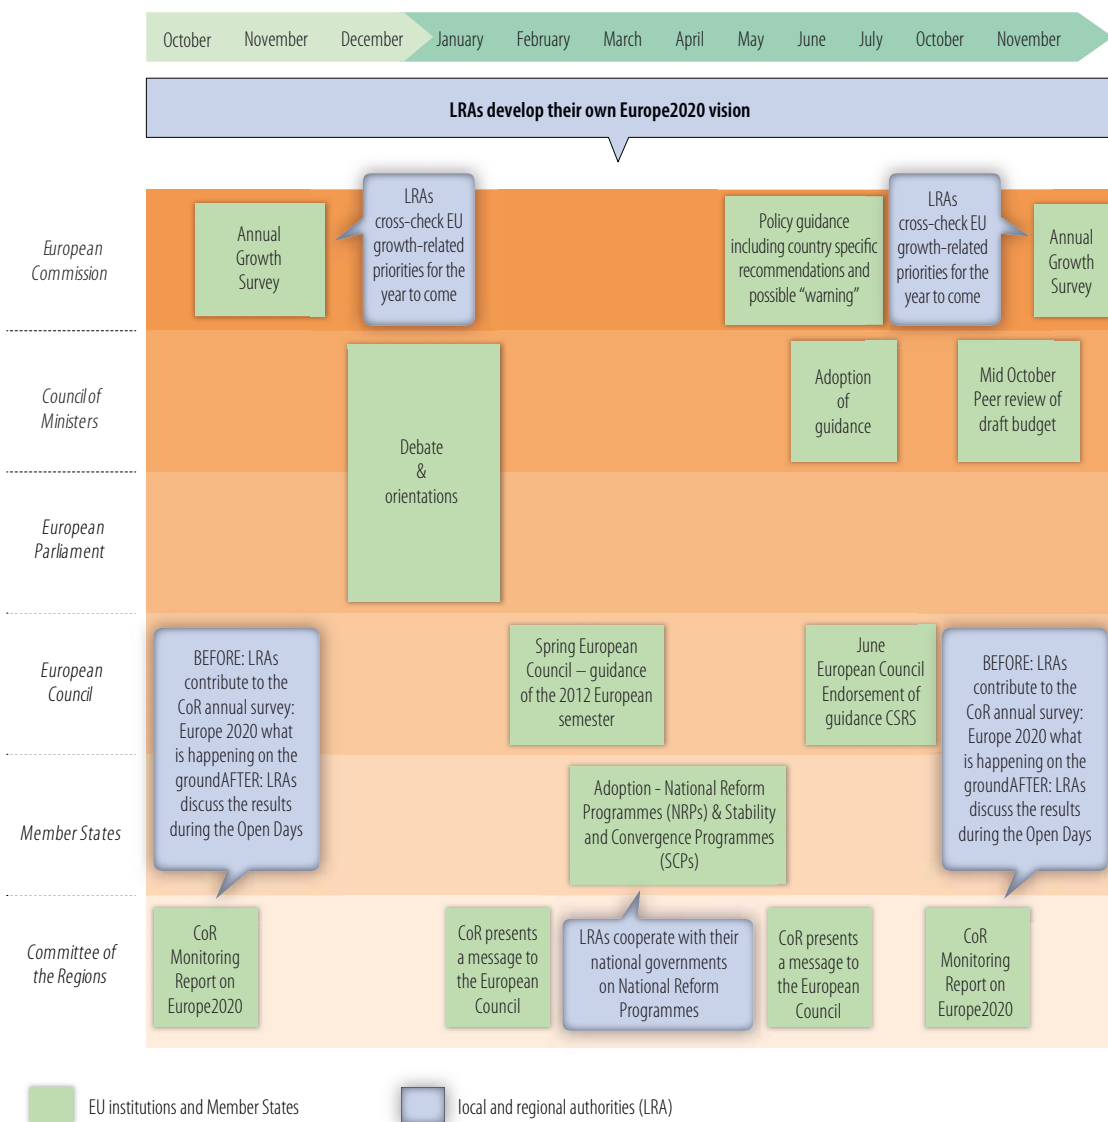 October November December January February March April May June July October November
LRAs develop their own Europe2020 vision
European
Commission
Annual
Growth
Survey
LRAs
cross-check EU
growth-related
priorities for the
year to come
Policy guidance
including country specific
recommendations and
possible “warning”
LRAs
cross-check EU
growth-related
priorities for the
year to come
Annual
Growth
Survey
Council of
Ministers
Debate
&
orientations
Adoption
of
guidance
Mid October
Peer review of
draft budget
European
Parliament
European
Council
BEFORE: LRAs
contribute to the
CoR annual survey:
Europe 2020 what
is happening on the
groundAFTER: LRAs
discuss the results
during the Open Days
Spring European
Council – guidance
of the 2012 European
semester
June
European Council
Endorsement of
guidance CSRS
BEFORE: LRAs
contribute to the
CoR annual survey:
Europe 2020 what
is happening on the
groundAFTER: LRAs
discuss the results
during the Open Days
Member States
Adoption - National Reform
Programmes (NRPs) & Stability
and Convergence Programmes
(SCPs)
Committee of
the Regions
CoR
Monitoring
Report on
Europe2020
CoR presents
a message to
the European
Council
LRAs cooperate with their
national governments
on National Reform
Programmes
CoR presents
a message to
the European
Council
CoR
Monitoring
Report on
Europe2020
EU institutions and Member States
local and regional authorities (LRA)